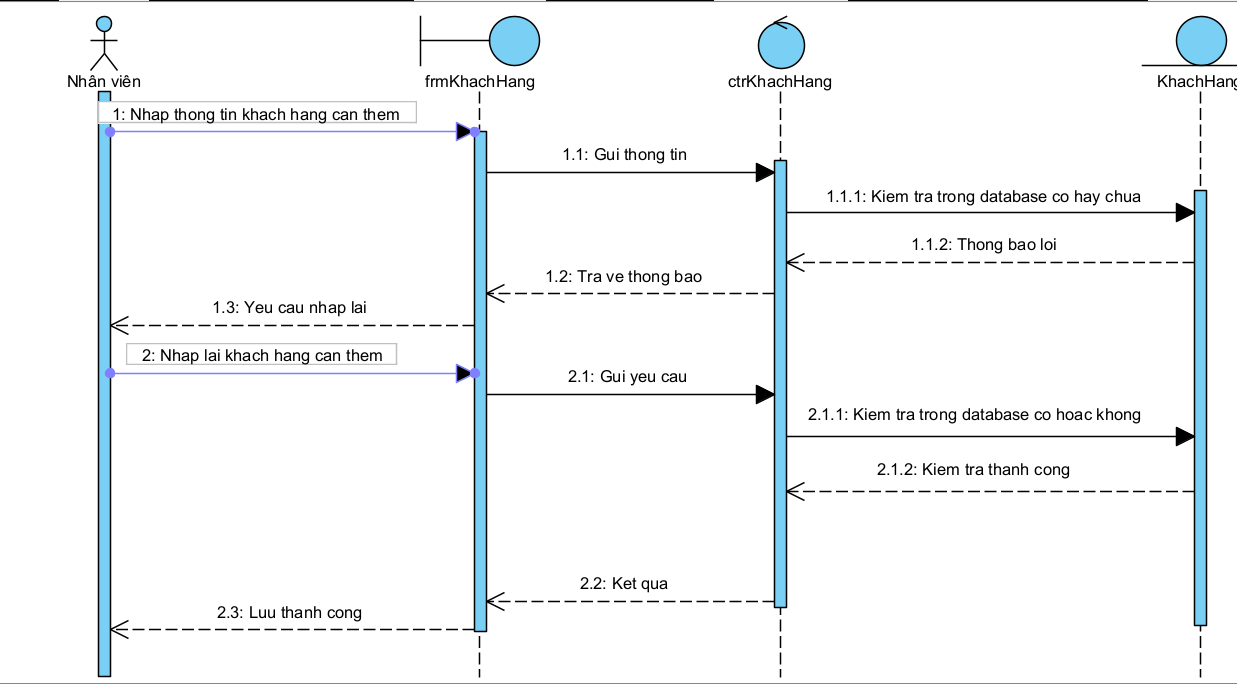 Nhân viên
frmKhachHang
ctrKhachHang
KhachHang
1: Nhap thong tin khach hang can them
1.1: Gui thong tin
1.1.1: Kiem tra trong database co hay chua
1.1.2: Thong bao loi
1.2: Tra ve thong bao
1.3: Yeu cau nhap lai
2: Nhap lai khach hang can them
2.1: Gui yeu cau
2.1.1: Kiem tra trong database co hoac khong
2.1.2: Kiem tra thanh cong
2.2: Ket qua
2.3: Luu thanh cong